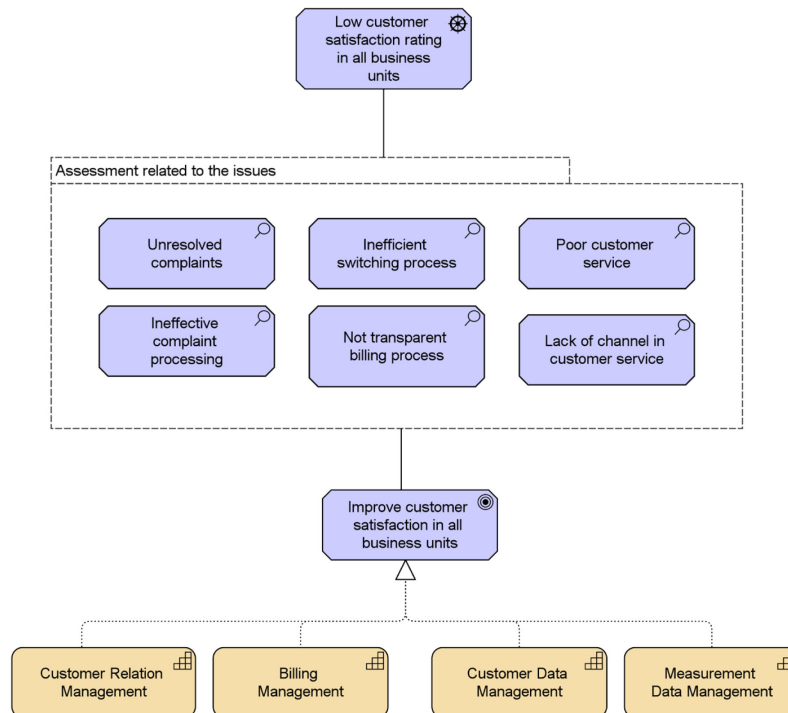 Low customer
satisfaction rating
in all business
units
Assessment related to the issues
Unresolved
complaints
Inefficient
switching process
Poor customer
service
Ineffective
complaint
processing
Not transparent
billing process
Lack of channel in
customer service
Improve customer
satisfaction in all
business units
Customer Relation
Management
Billing
Management
Customer Data
Management
Measurement
Data Management